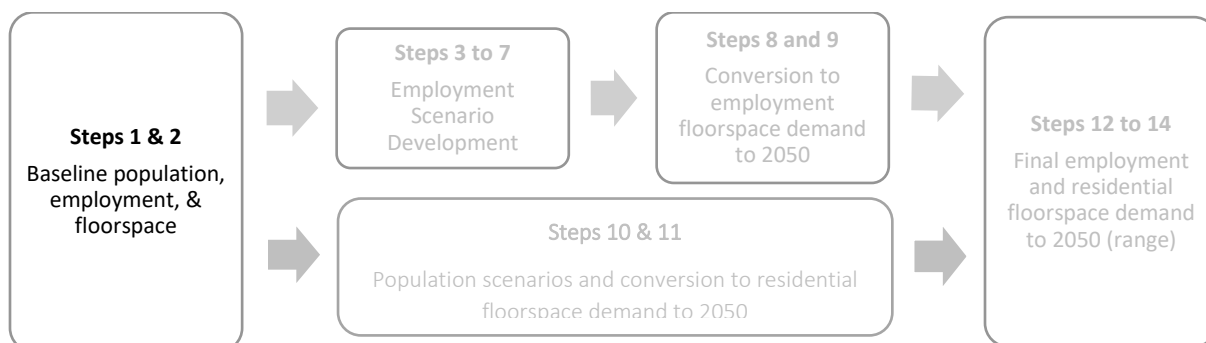 Steps 1 & 2
Baseline population,
employment, &
floorspace
Steps 3 to 7
Employment
Scenario
Development
Steps 8 and 9
Conversion to
employment
floorspace demand
to 2050
Steps 10 & 11
Population scenarios and conversion to residential
floorspace demand to 2050
Steps 12 to 14
Final employment
and residential
floorspace demand
to 2050 (range)